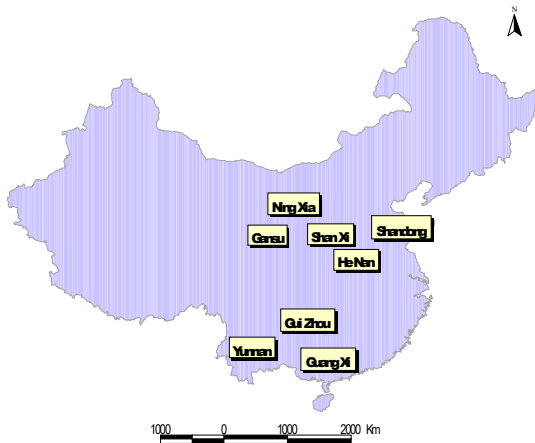 N
Ning Xia
Shandong
Gansu
Shan Xi
He Nan
Gui Zhou
Yunnan
Guang Xi
1000 0 1000 2000 Km